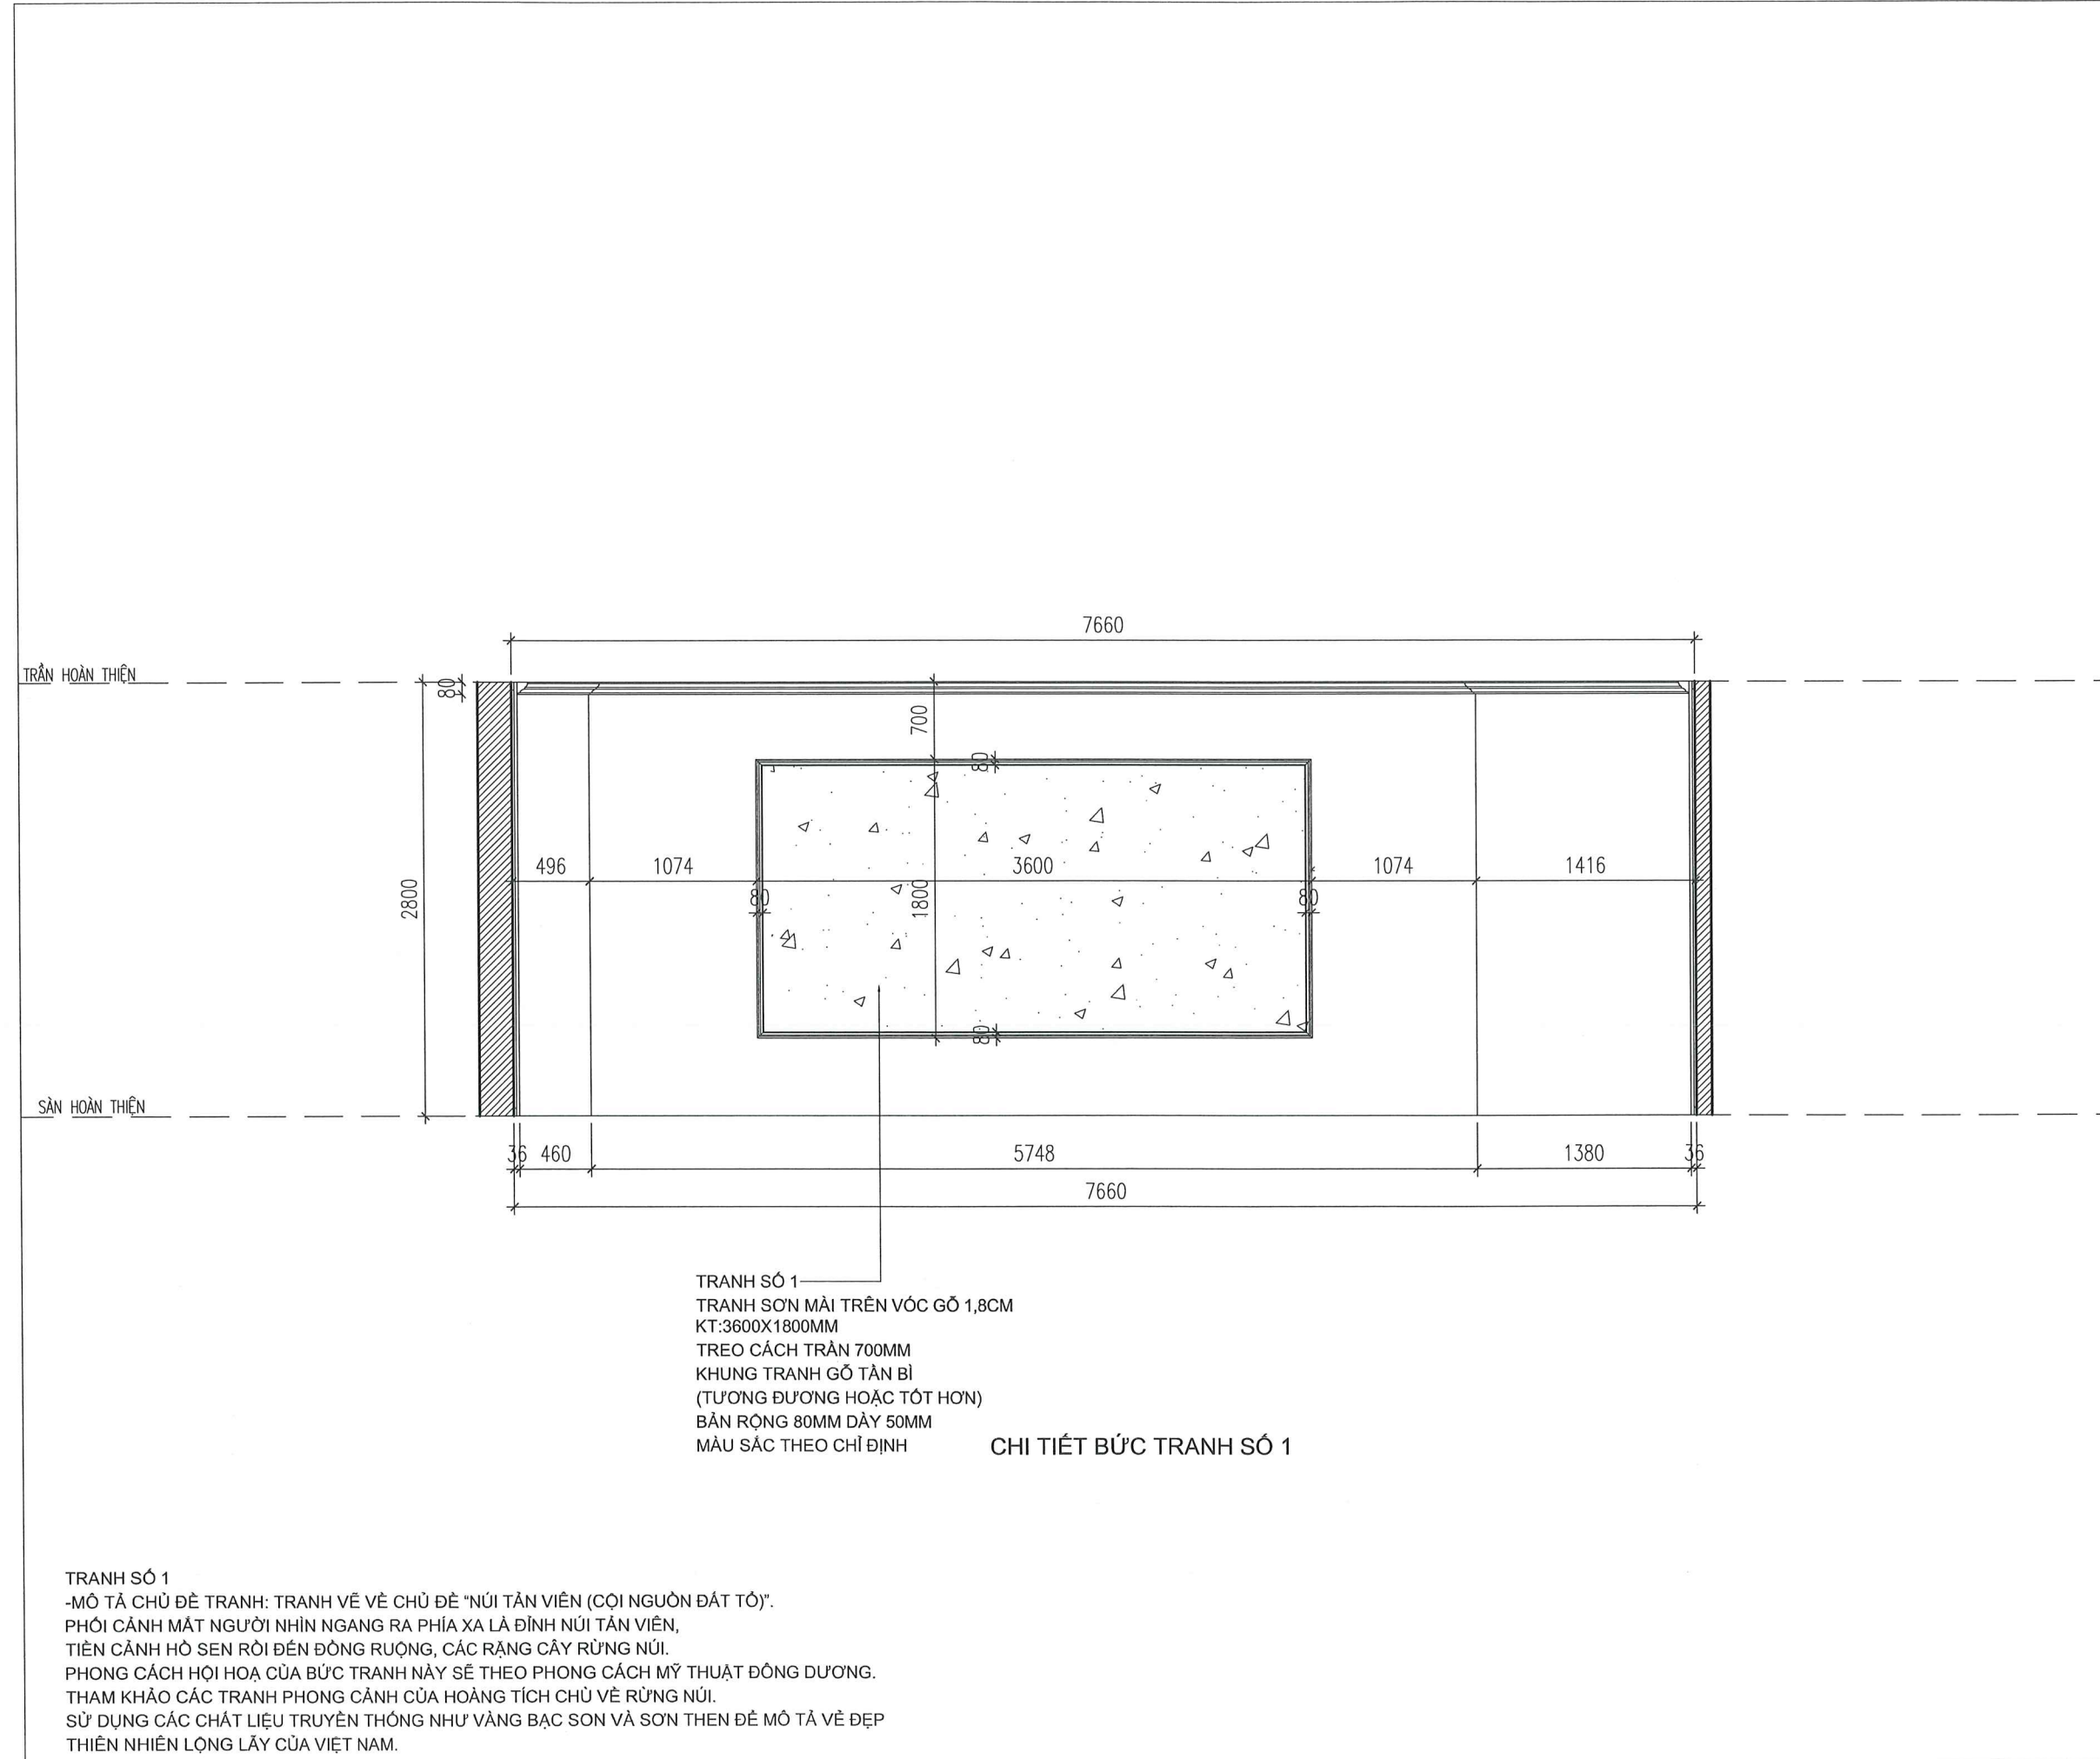 7660
TRẦN HOÀN THIỆN
80
700
80
496 1074 3600 1074 1416
80 80
1800
2800
80
SÀN HOÀN THIỆN
36 460 5748 1380 36
7660
TRANH SỐ 1
TRANH SƠN MÀI TRÊN VÓC GỖ 1,8CM
KT:3600X1800MM
TREO CÁCH TRẦN 700MM
KHUNG TRANH GỖ TẦN BÌ
(TƯƠNG ĐƯƠNG HOẶC TỐT HƠN)
BẢN RỘNG 80MM DÀY 50MM
MÀU SẮC THEO CHỈ ĐỊNH
CHI TIẾT BỨC TRANH SỐ 1
TRANH SỐ 1
-MÔ TẢ CHỦ ĐỀ TRANH: TRANH VẼ VỀ CHỦ ĐỀ “NÚI TẢN VIÊN (CỘI NGUỒN ĐẤT TỔ)”.
PHỐI CẢNH MẮT NGƯỜI NHÌN NGANG RA PHÍA XA LÀ ĐỈNH NÚI TẢN VIÊN,
TIỀN CẢNH HỒ SEN RỒI ĐẾN ĐỒNG RUỘNG, CÁC RẶNG CÂY RỪNG NÚI.
PHONG CÁCH HỘI HOẠ CỦA BỨC TRANH NÀY SẼ THEO PHONG CÁCH MỸ THUẬT ĐÔNG DƯƠNG.
THAM KHẢO CÁC TRANH PHONG CẢNH CỦA HOÀNG TÍCH CHÙ VỀ RỪNG NÚI.
SỬ DỤNG CÁC CHẤT LIỆU TRUYỀN THỐNG NHƯ VÀNG BẠC SON VÀ SƠN THEN ĐỂ MÔ TẢ VẺ ĐẸP
THIÊN NHIÊN LỘNG LẪY CỦA VIỆT NAM.